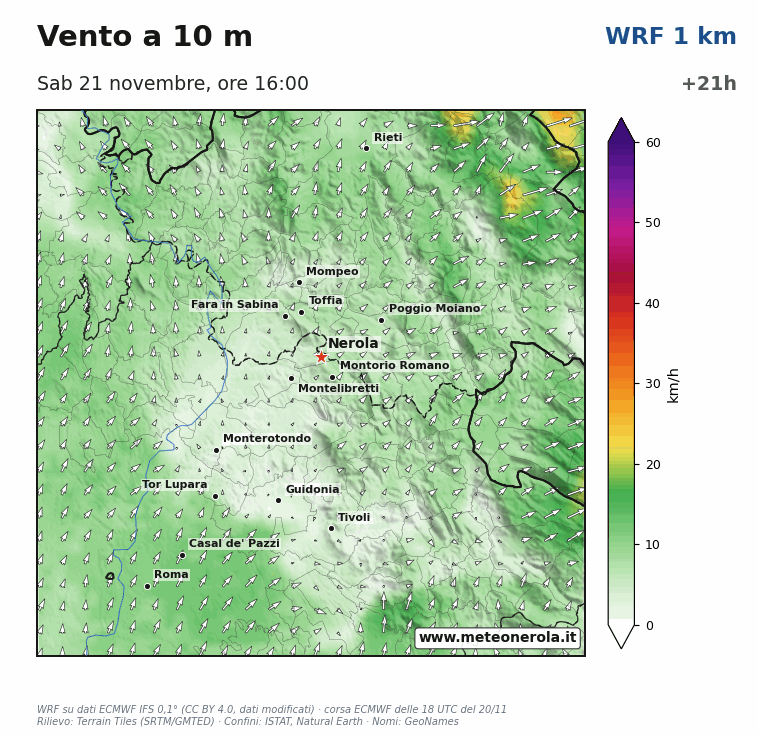 Vento a 10 m
WRF 1 km
Sab 21 novembre, ore 16:00
+21h
Rieti
Mompeo
Toffia
Fara in Sabina
Poggio Moiano
Nerola
Montorio Romano
Montelibretti
Monterotondo
Tor Lupara
Guidonia
Tivoli
Casal de' Pazzi
Roma
www.meteonerola.it
60
50
40
30
20
10
0
km/h
WRF su dati ECMWF IFS 0,1° (CC BY 4.0, dati modificati) · corsa ECMWF delle 18 UTC del 20/11
Rilievo: Terrain Tiles (SRTM/GMTED) · Confini: ISTAT, Natural Earth · Nomi: GeoNames